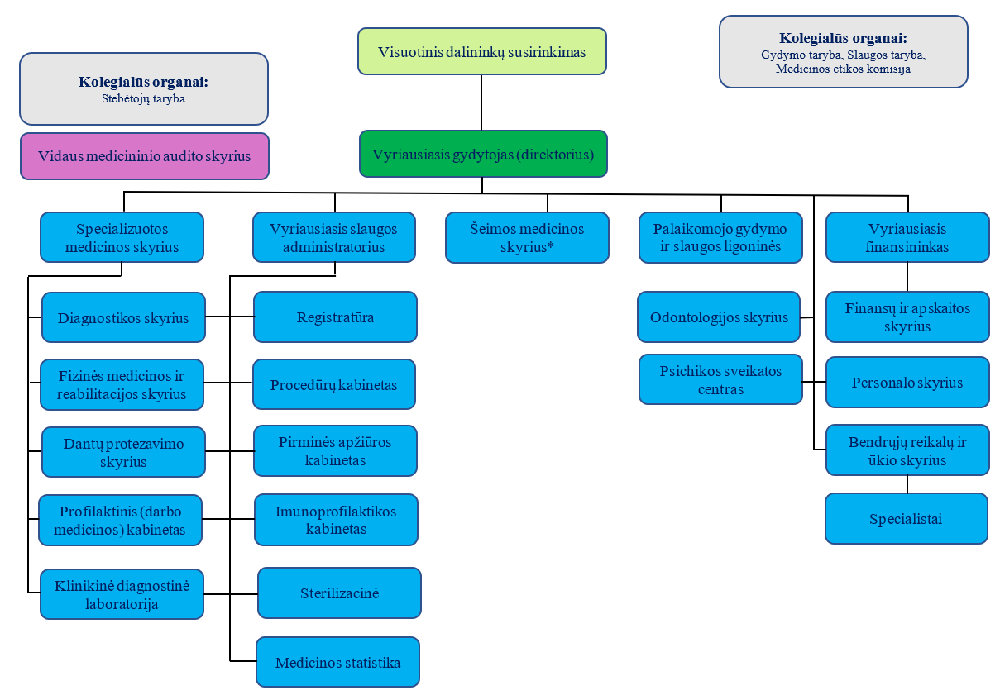 Visuotinis dalininkų susirinkimas
Kolegialūs organai:
Gydymo taryba, Slaugos taryba,
Medicinos etikos komisija
Kolegialūs organai:
Stebėtojų taryba
Vidaus medicininio audito skyrius
Vyriausiasis gydytojas (direktorius)
Specializuotos
medicinos skyrius
Vyriausiasis slaugos
administratorius
Šeimos medicinos
skyrius*
Palaikomojo gydymo
ir slaugos ligoninės
Vyriausiasis
finansininkas
Diagnostikos skyrius
Registratūra
Odontologijos skyrius
Finansų ir apskaitos
skyrius
Fizinės medicinos ir
reabilitacijos skyrius
Procedūrų kabinetas
Psichikos sveikatos
centras
Personalo skyrius
Dantų protezavimo
skyrius
Pirminės apžiūros
kabinetas
Bendrųjų reikalų ir
ūkio skyrius
Profilaktinis (darbo
medicinos) kabinetas
Imunoprofilaktikos
kabinetas
Specialistai
Klinikinė diagnostinė
laboratorija
Sterilizacinė
Medicinos statistika